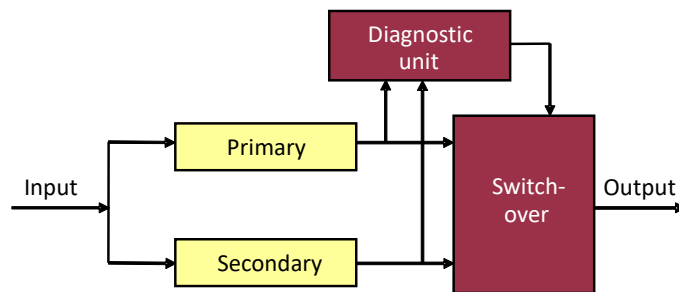 Diagnostic
unit
Primary
Input
Switch-
over
Output
Secondary